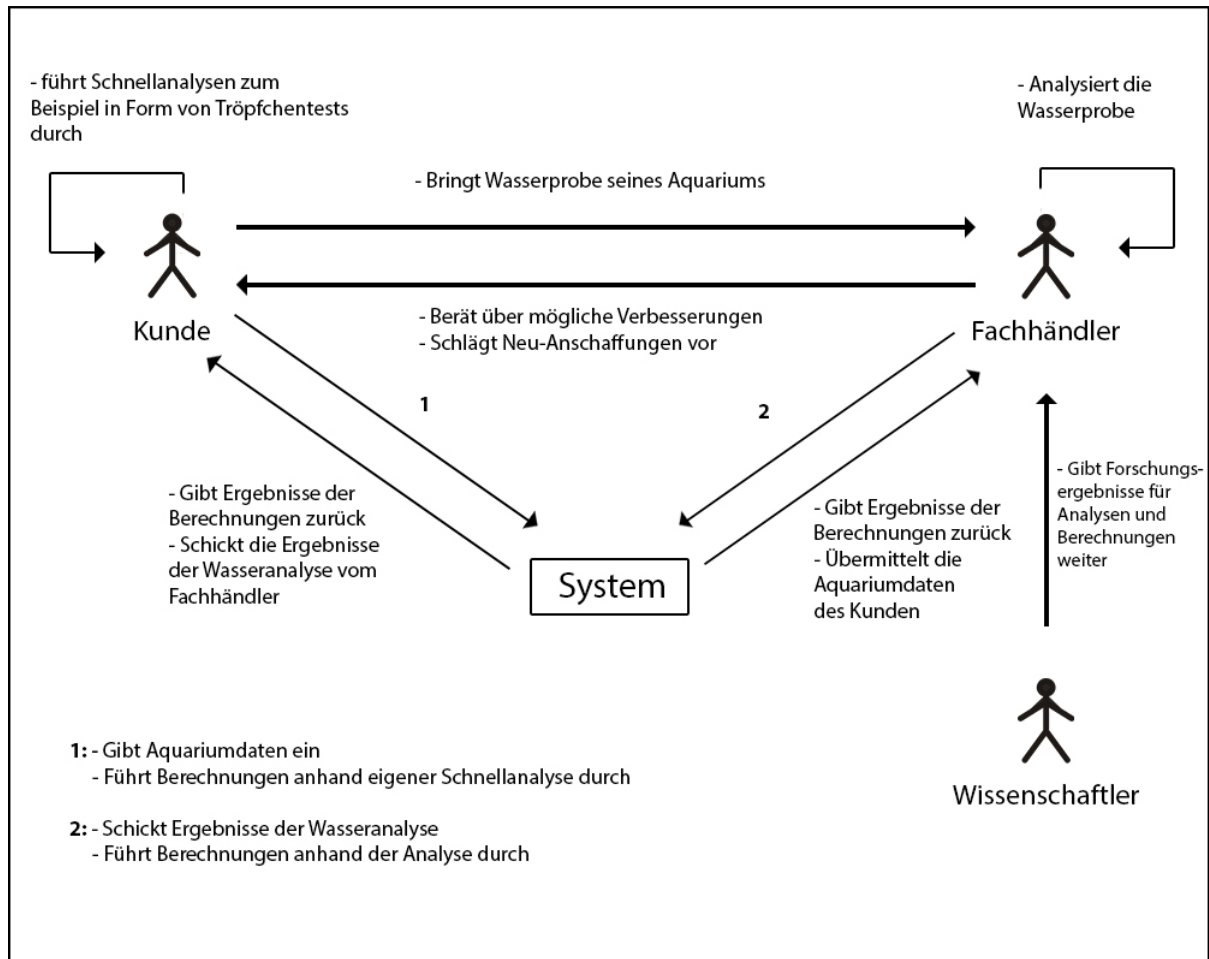 - führt Schnellanalysen zum
Beispiel in Form von Tröpfchentests
durch
- Analysiert die
Wasserprobe
- Bringt Wasserprobe seines Aquariums
Kunde
- Berät über mögliche Verbesserungen
- Schlägt Neu-Anschaffungen vor
Fachhändler
1
2
- Gibt Ergebnisse der
Berechnungen zurück
- Schickt die Ergebnisse
der Wasseranalyse vom
Fachhändler
- Gibt Ergebnisse der
Berechnungen zurück
- Übermittelt die
Aquariumdaten
des Kunden
- Gibt Forschungs-
ergebnisse für
Analysen und
Berechnungen
weiter
System
Wissenschaftler
1: - Gibt Aquariumdaten ein
- Führt Berechnungen anhand eigener Schnellanalyse durch
2: - Schickt Ergebnisse der Wasseranalyse
- Führt Berechnungen anhand der Analyse durch